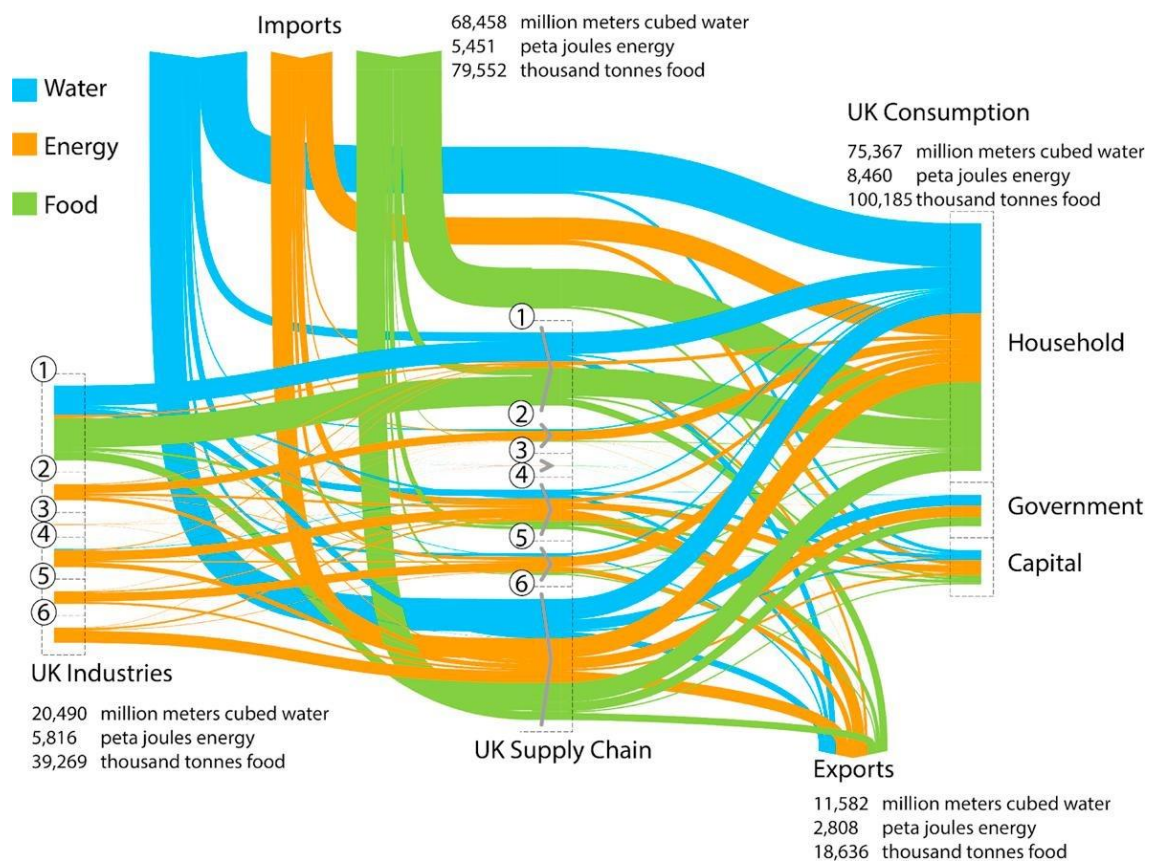 Imports
68,458 million meters cubed water
5,451 peta joules energy
79,552 thousand tonnes food
Water
Energy
Food
UK Consumption
75,367 million meters cubed water
8,460 peta joules energy
100,185 thousand tonnes food
Household
Government
Capital
1
2
3
4
5
6
1
2
3
4
5
6
UK Industries
20,490 million meters cubed water
5,816 peta joules energy
39,269 thousand tonnes food
UK Supply Chain
Exports
11,582 million meters cubed water
2,808 peta joules energy
18,636 thousand tonnes food